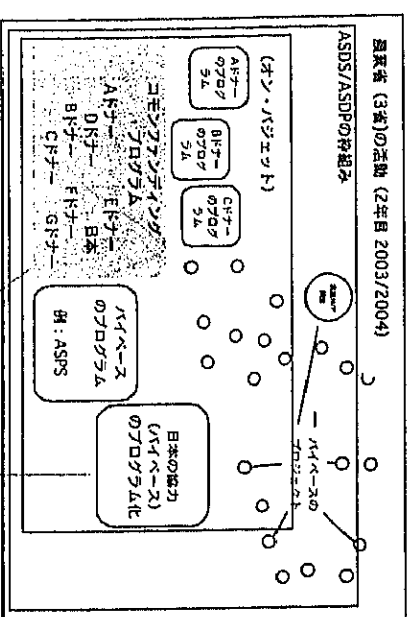 農業省(3省)の活動(2年目 2003/2004)
ASDS/ASDPの枠組み
(オン・バジェット)
Aドナー
のプログ
ラム
Bドナー
のプログ
ラム
Cドナー
のプログ
ラム
バイベースの
プロジェクト
コモンファンディング
・プログラム
Aドナー Eドナー
Dドナー 日本
Bドナー Fドナー
Cドナー Gドナー
バイベース
のプログラム
例：ASPS
日本の協力
(バイベース)
のプログラム化